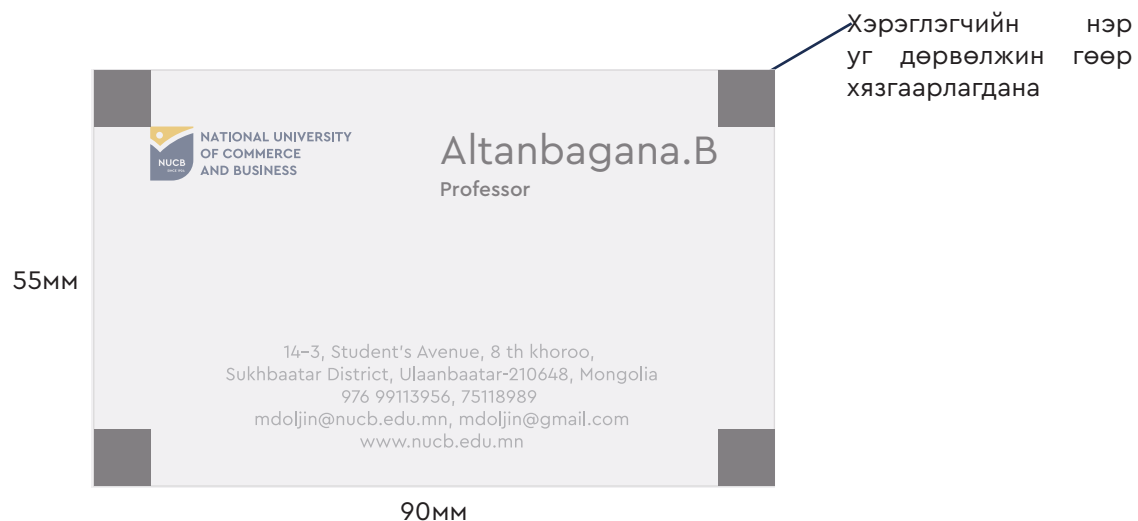 Хэрэглэгчийн нэр
уг дөрвөлжин гөөр
хязгаарлагдана
NATIONAL UNIVERSITY
OF COMMERCE
AND BUSINESS
NUCB
Altanbagana.B
Professor
55мм
14-3, Student's Avenue, 8 th khoroo,
Sukhbaatar District, Ulaanbaatar-210648, Mongolia
976 99113956, 75118989
mdoljin@nucb.edu.mn, mdoljin@gmail.com
www.nucb.edu.mn
90мм